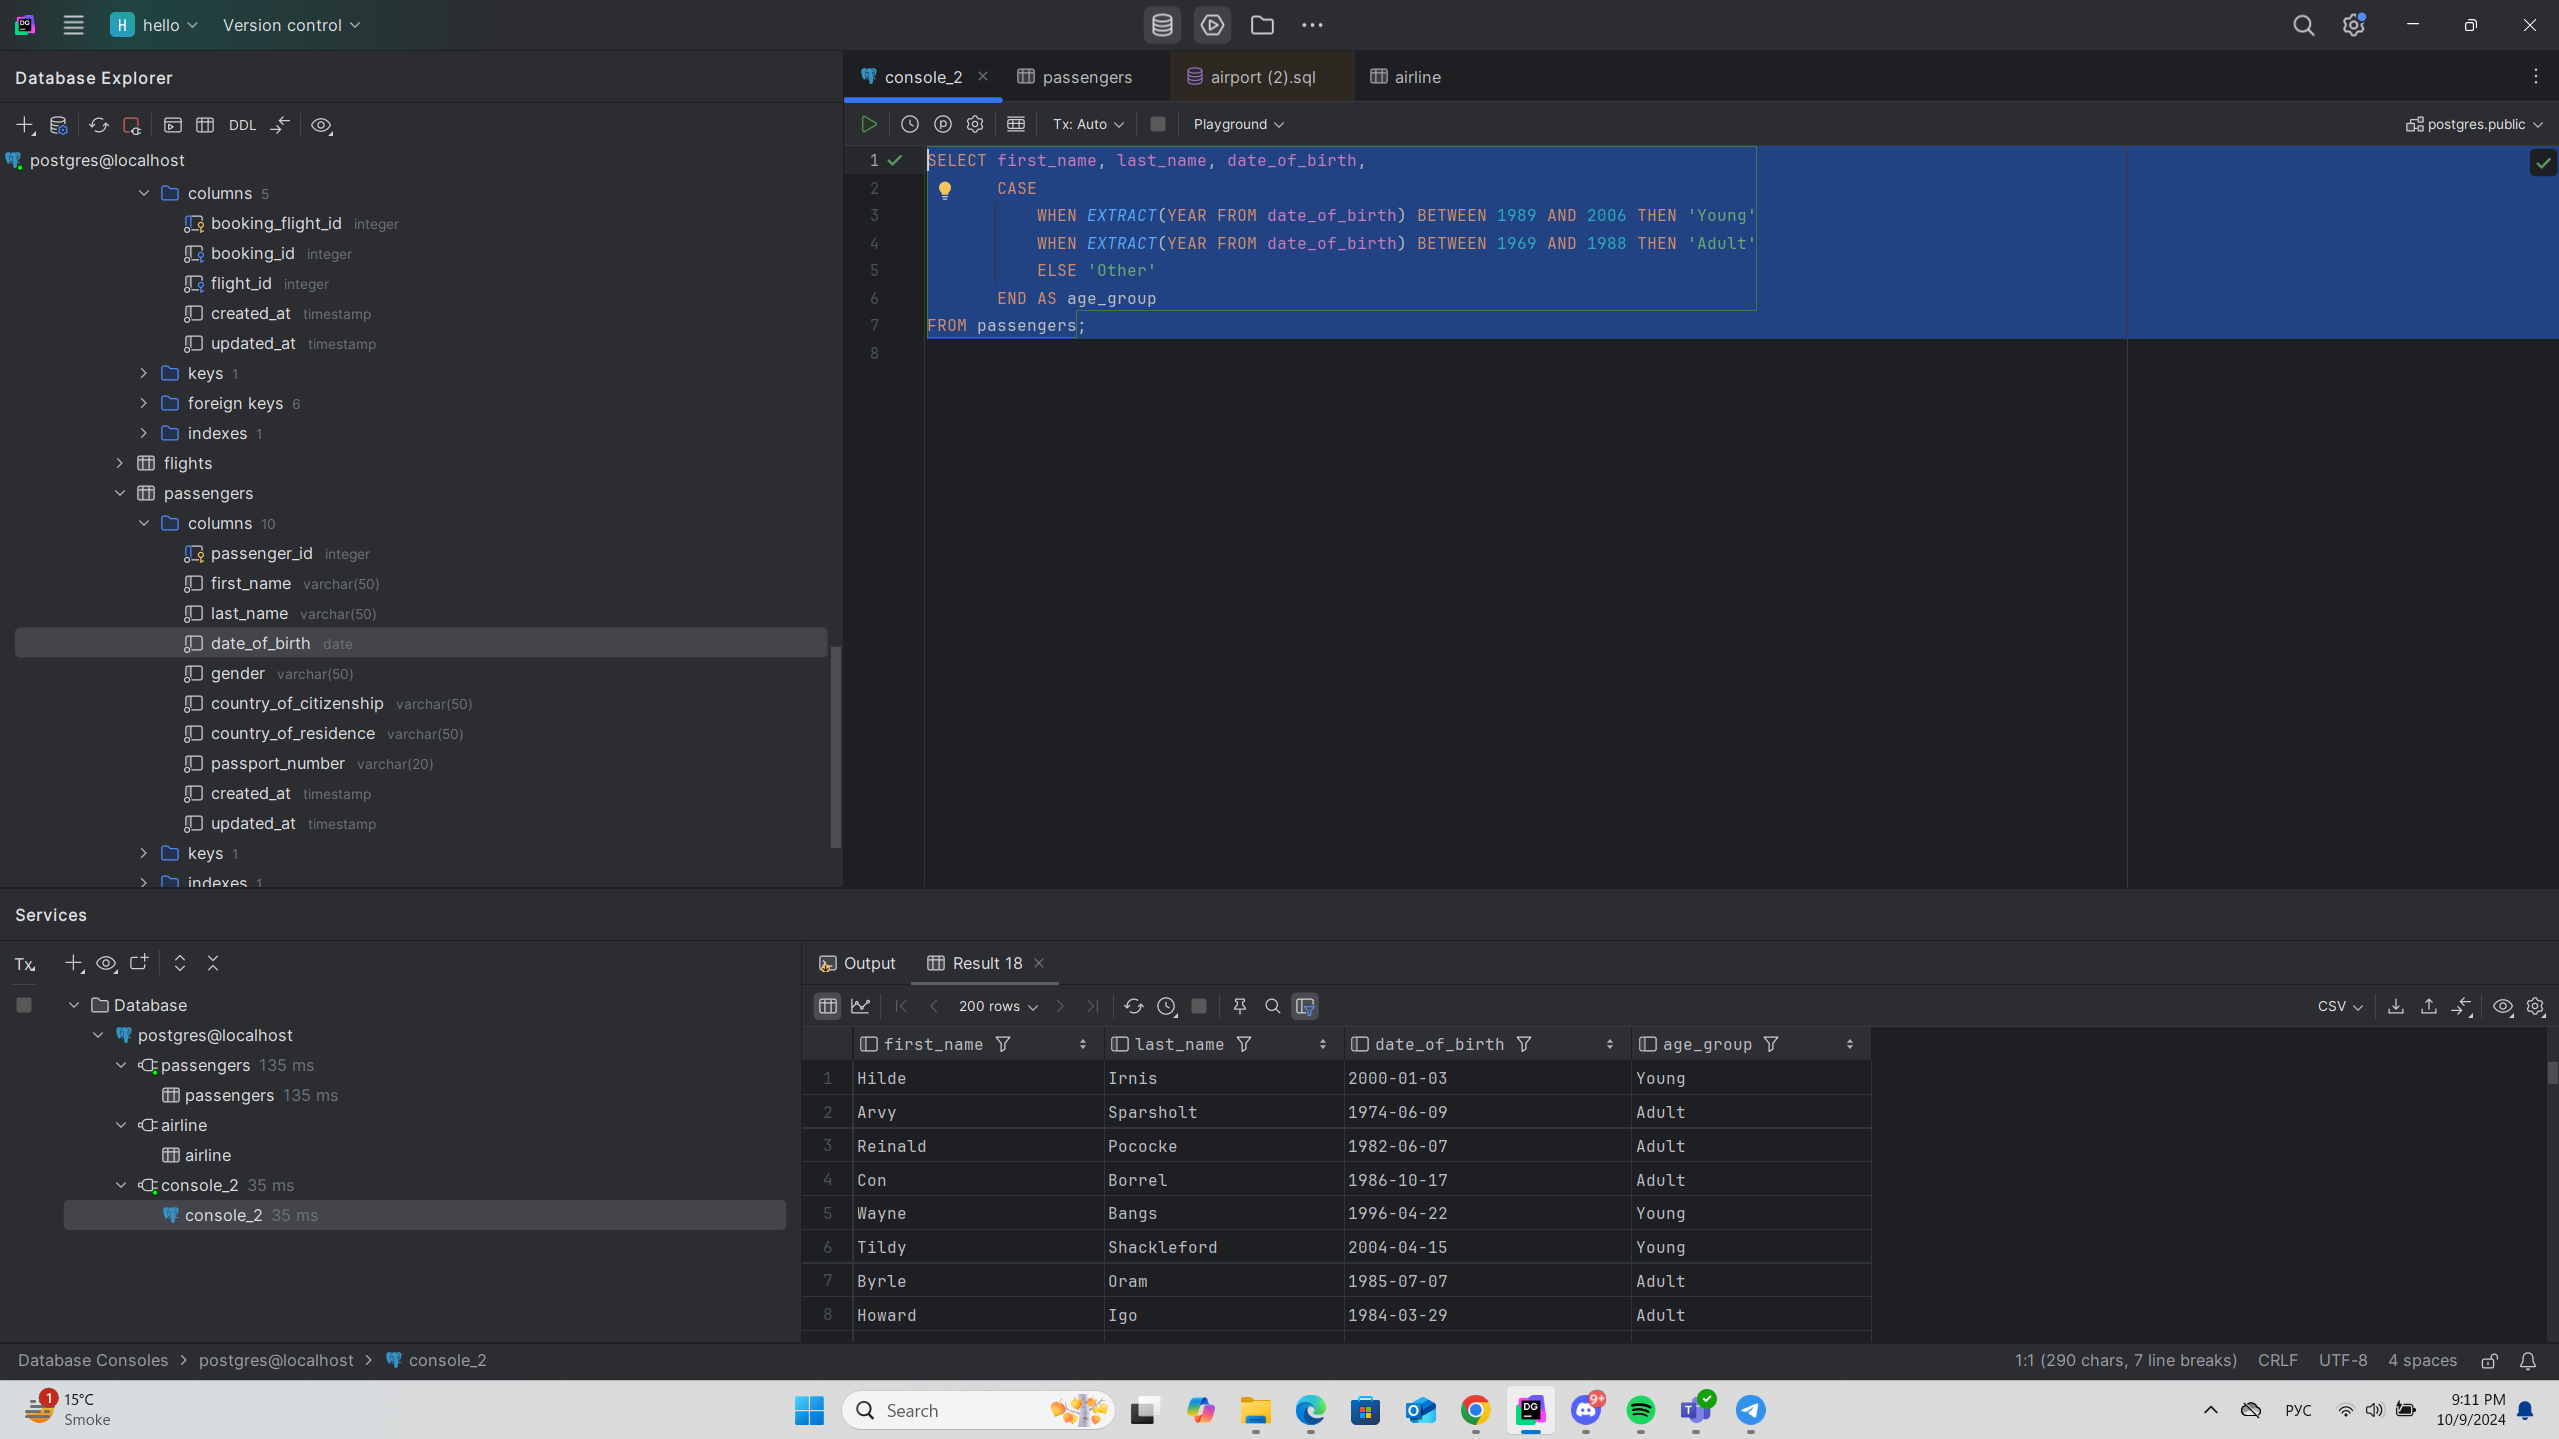 H hello Version control
Database Explorer
DDL
postgres@localhost
columns 5
booking_flight_id integer
booking_id integer
flight_id integer
created_at timestamp
updated_at timestamp
keys 1
foreign keys 6
indexes 1
flights
passengers
columns 10
passenger_id integer
first_name varchar(50)
last_name varchar(50)
date_of_birth date
gender varchar(50)
country_of_citizenship varchar(50)
country_of_residence varchar(50)
passport_number varchar(20)
created_at timestamp
updated_at timestamp
keys 1
indexes 1
console_2 passengers airport (2).sql airline
Tx: Auto Playground postgres.public
1 SELECT first_name, last_name, date_of_birth,
2 CASE
3 WHEN EXTRACT(YEAR FROM date_of_birth) BETWEEN 1989 AND 2006 THEN 'Young'
4 WHEN EXTRACT(YEAR FROM date_of_birth) BETWEEN 1969 AND 1988 THEN 'Adult'
5 ELSE 'Other'
6 END AS age_group
7 FROM passengers;
8
Services
Tx
Database
postgres@localhost
passengers 135 ms
passengers 135 ms
airline
airline
console_2 35 ms
console_2 35 ms
Output Result 18
200 rows CSV
first_name last_name date_of_birth age_group
1 Hilde Irnis 2000-01-03 Young
2 Arvy Sparsholt 1974-06-09 Adult
3 Reinald Pococke 1982-06-07 Adult
4 Con Borrel 1986-10-17 Adult
5 Wayne Bangs 1996-04-22 Young
6 Tildy Shackleford 2004-04-15 Young
7 Byrle Oram 1985-07-07 Adult
8 Howard Igo 1984-03-29 Adult
Database Consoles > postgres@localhost > console_2
1:1 (290 chars, 7 line breaks) CRLF UTF-8 4 spaces
1 15°C
Smoke
Search
DG
9+
РУС
9:11 PM
10/9/2024